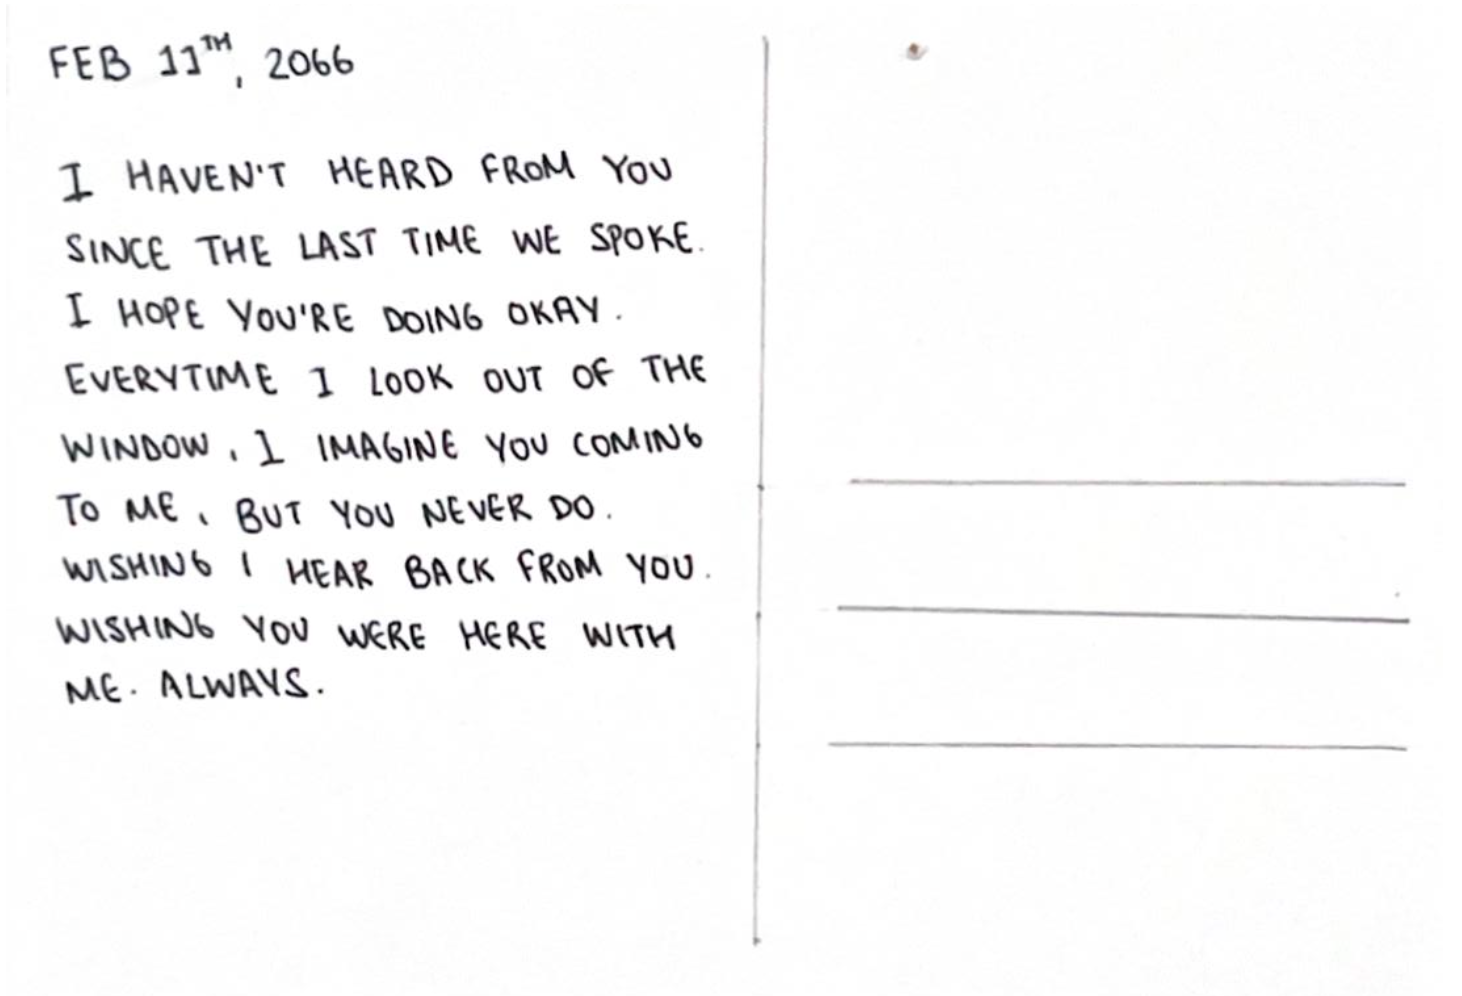 FEB 11TH, 2066
I HAVEN'T HEARD FROM YOU
SINCE THE LAST TIME WE SPOKE.
I HOPE YOU'RE DOING OKAY.
EVERYTIME I LOOK OUT OF THE
WINDOW, I IMAGINE YOU COMING
TO ME, BUT YOU NEVER DO.
WISHING I HEAR BACK FROM YOU.
WISHING YOU WERE HERE WITH
ME. ALWAYS.